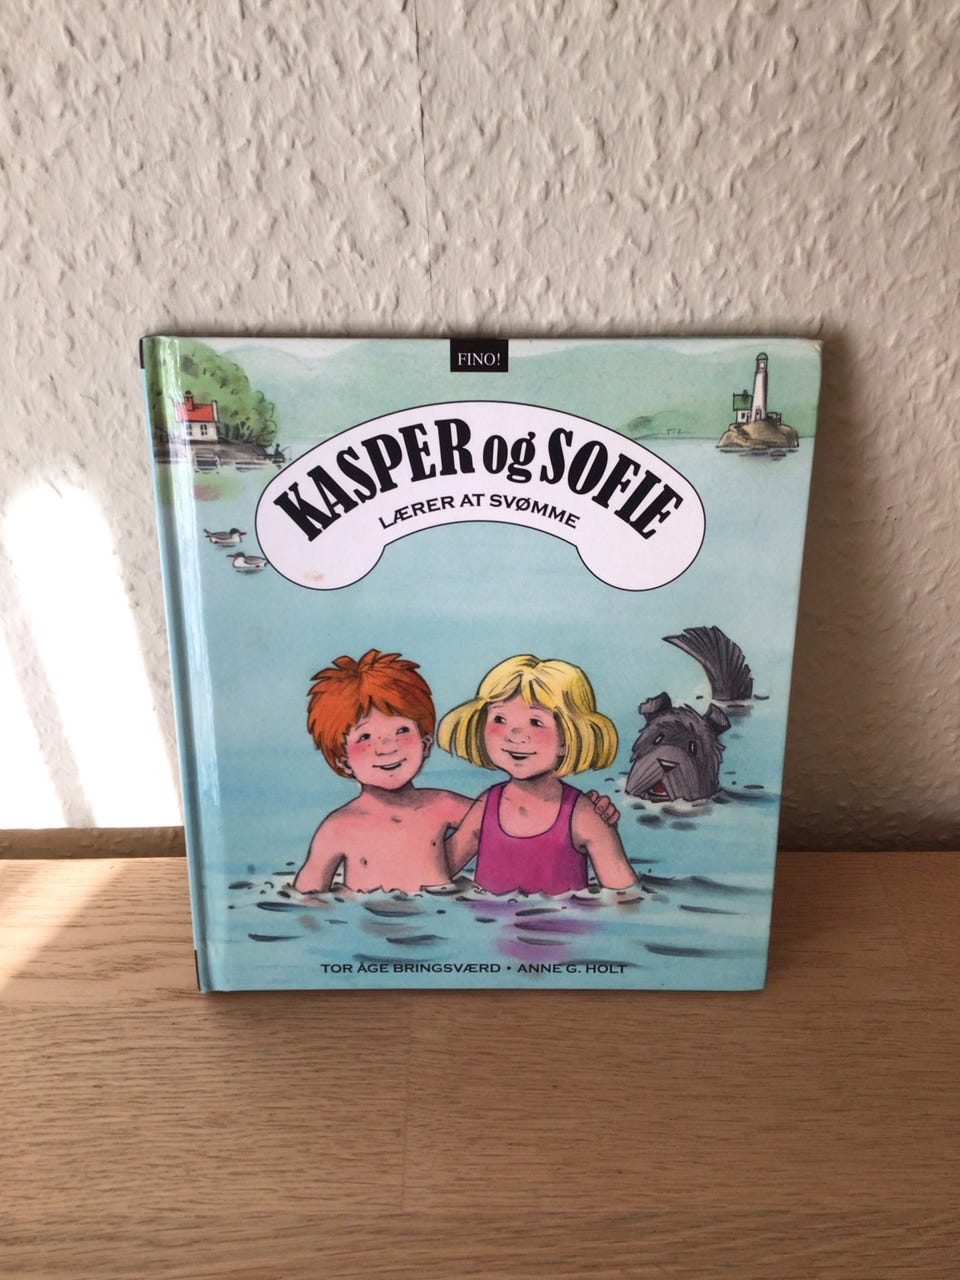 FINO!
KASPER og SOFIE
LÆRER AT SVØMME
TOR ÅGE BRINGSVÆRD • ANNE G. HOLT